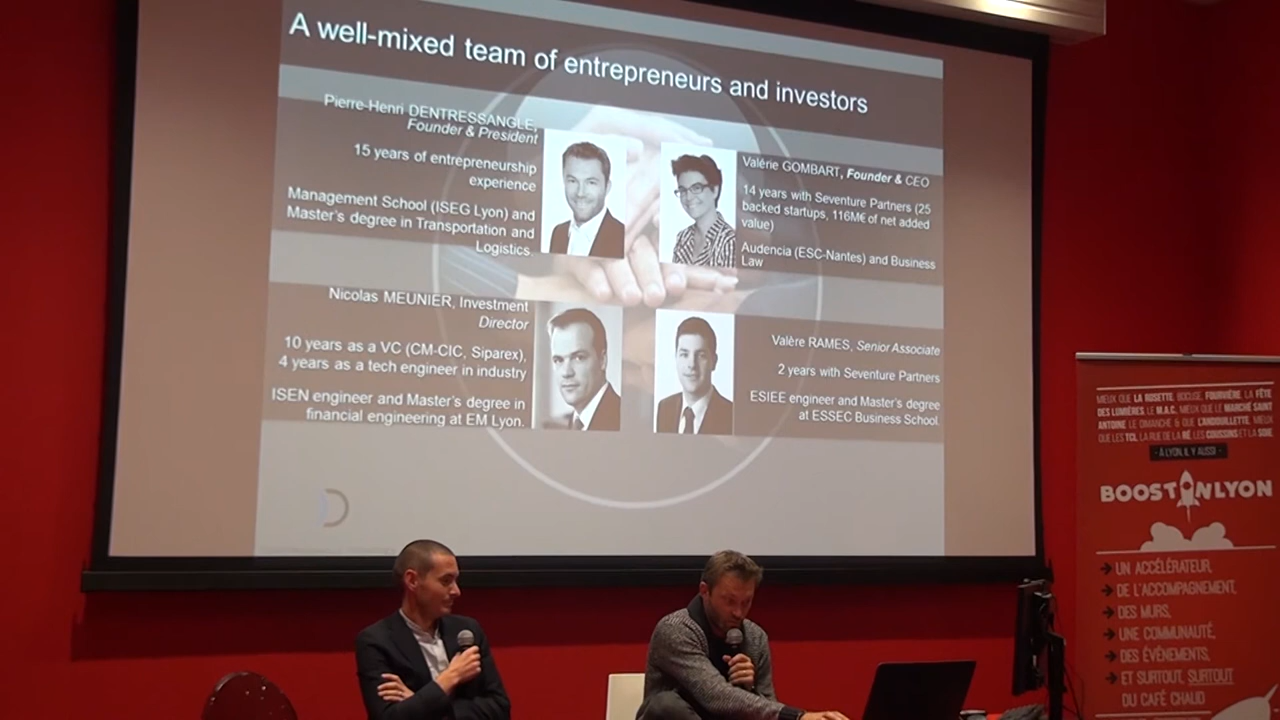 A well-mixed team of entrepreneurs and investors
Pierre-Henri DENTRESSANGLE,
Founder & President
15 years of entrepreneurship
experience
Management School (ISEG Lyon) and
Master's degree in Transportation and
Logistics.
Valérie GOMBART, Founder & CEO
14 years with Seventure Partners (25
backed startups, 116M€ of net added
value)
Audencia (ESC-Nantes) and Business
Law
Nicolas MEUNIER, Investment
Director
10 years as a VC (CM-CIC, Siparex),
4 years as a tech engineer in industry
ISEN engineer and Master's degree in
financial engineering at EM Lyon.
Valère RAMES, Senior Associate
2 years with Seventure Partners
ESIEE engineer and Master's degree
at ESSEC Business School.
MIEUX QUE LA ROSETTE, BOCUSE, FOURVIÈRE, LA FÊTE
DES LUMIÈRES, LE M.A.C, MIEUX QUE LE MARCHÉ SAINT
ANTOINE LE DIMANCHE & QUE L'ANDOUILLETTE, MIEUX
QUE LES TCL, LA RUE DE LA RÉ, LES COUSSINS ET LA SOIE
- À LYON, IL Y AUSSI -
BOOST IN LYON
UN ACCÉLÉRATEUR,
DE L'ACCOMPAGNEMENT,
DES MURS,
UNE COMMUNAUTÉ,
DES ÉVÉNEMENTS,
ET SURTOUT, SURTOUT
DU CAFÉ CHAUD